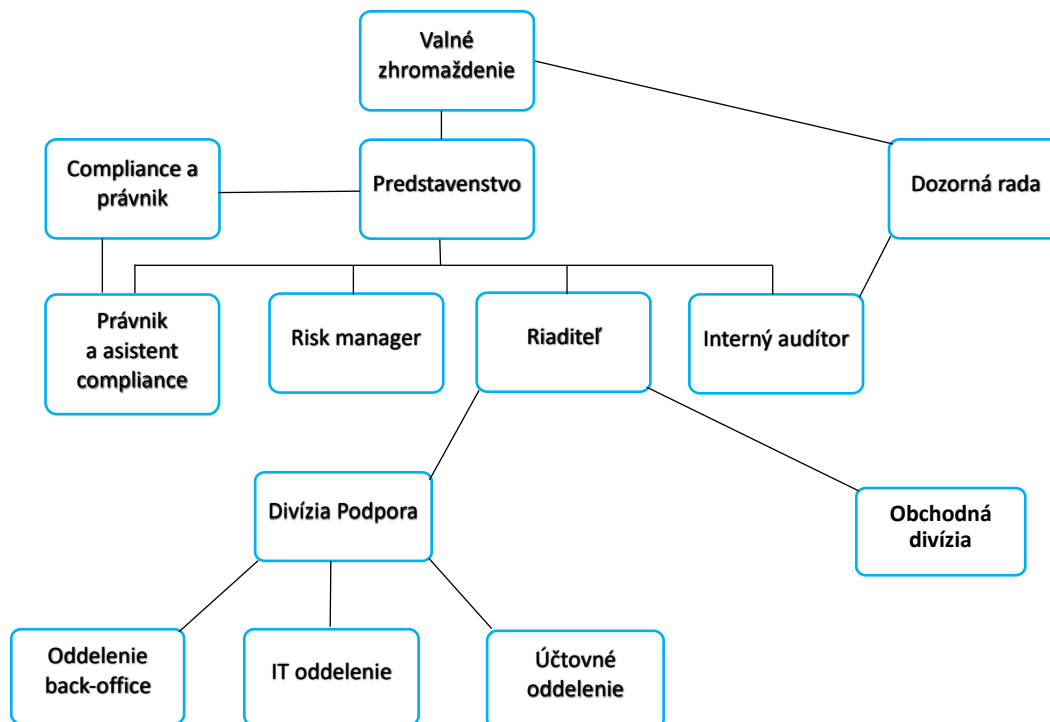 Valné
zhromaždenie
Compliance a
právnik
Predstavenstvo
Dozorná rada
Právnik
a asistent
compliance
Risk manager
Riaditeľ
Interný audítor
Divízia Podpora
Obchodná
divízia
Oddelenie
back-office
IT oddelenie
Účtovné
oddelenie